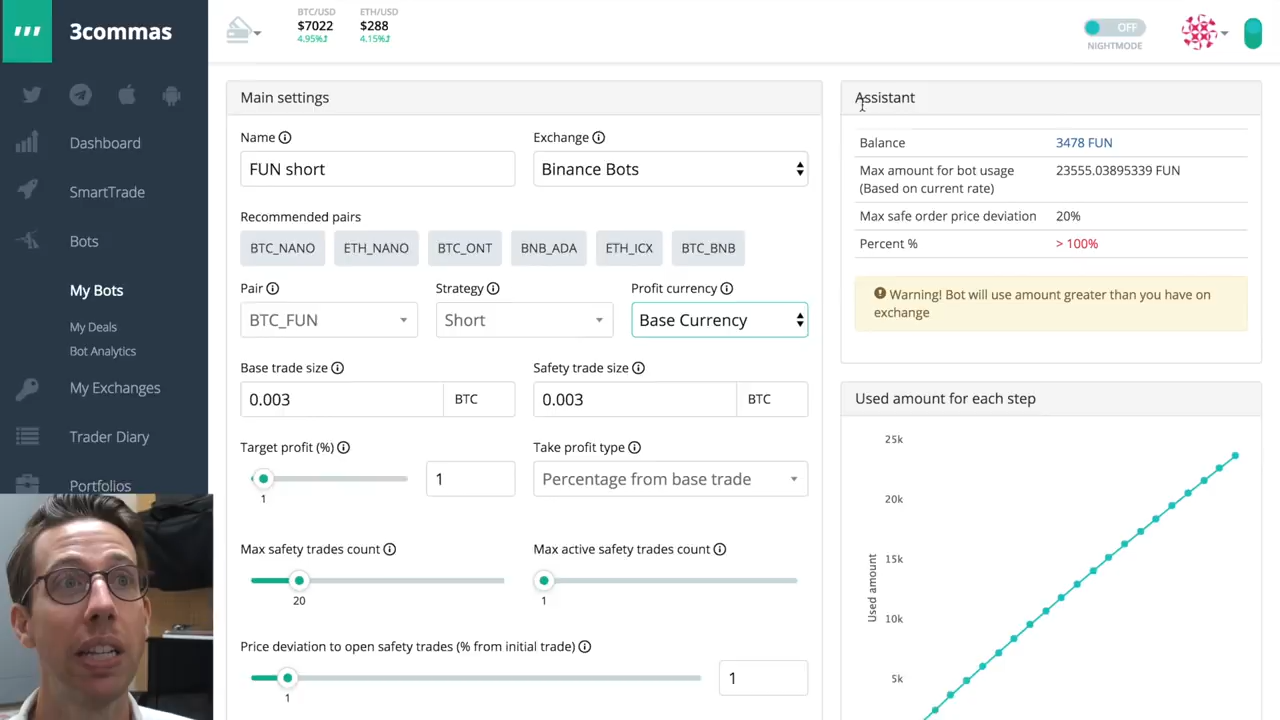 3commas
BTC/USD
$7022
4.95%
ETH/USD
$288
4.15%
OFF
NIGHTMODE
Dashboard
SmartTrade
Bots
My Bots
My Deals
Bot Analytics
My Exchanges
Trader Diary
Portfolios
Main settings
Name
FUN short
Exchange
Binance Bots
Recommended pairs
BTC_NANO
ETH_NANO
BTC_ONT
BNB_ADA
ETH_ICX
BTC_BNB
Pair
BTC_FUN
Strategy
Short
Profit currency
Base Currency
Base trade size
0.003 BTC
Safety trade size
0.003 BTC
Target profit (%)
1
1
Take profit type
Percentage from base trade
Max safety trades count
20
Max active safety trades count
1
Price deviation to open safety trades (% from initial trade)
1
1
Assistant
Balance 3478 FUN
Max amount for bot usage 23555.03895339 FUN
(Based on current rate)
Max safe order price deviation 20%
Percent % > 100%
Warning! Bot will use amount greater than you have on
exchange
Used amount for each step
25k
20k
15k
10k
5k
Used amount